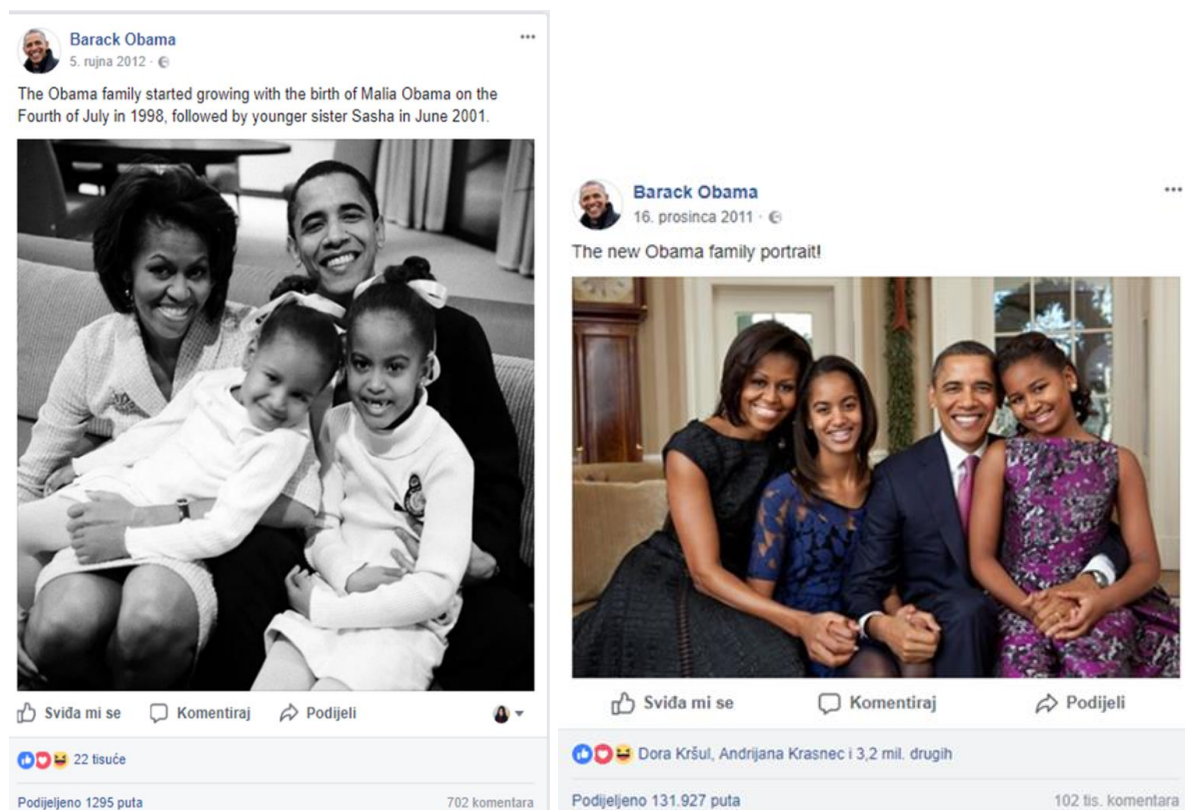 Barack Obama
5. rujna 2012 ·
The Obama family started growing with the birth of Malia Obama on the
Fourth of July in 1998, followed by younger sister Sasha in June 2001.
Sviđa mi se Komentiraj Podijeli
22 tisuće
Podijeljeno 1295 puta 702 komentara
Barack Obama
16. prosinca 2011 ·
The new Obama family portrait!
Sviđa mi se Komentiraj Podijeli
Dora Kršul, Andrijana Krasnec i 3,2 mil. drugih
Podijeljeno 131.927 puta 102 tis. komentara